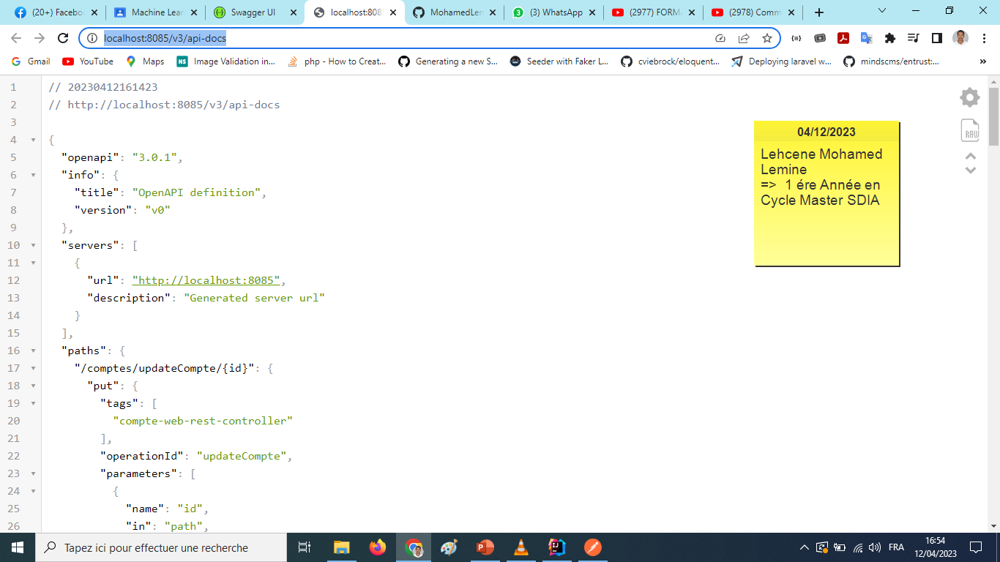 (20+) Facebo
Machine Lear
Swagger UI
localhost:808
MohamedLen
(3) WhatsApp
(2977) FORMA
(2978) Comm
localhost:8085/v3/api-docs
Gmail
YouTube
Maps
NS
Image Validation in...
php - How to Creat...
Generating a new S...
Seeder with Faker L...
cviebrock/eloquent...
Deploying laravel w...
mindscms/entrust:...
»
1 // 20230412161423
2 // http://localhost:8085/v3/api-docs
3
4 {
5 "openapi": "3.0.1",
6 "info": {
7 "title": "OpenAPI definition",
8 "version": "v0"
9 },
10 "servers": [
11 {
12 "url": "http://localhost:8085",
13 "description": "Generated server url"
14 }
15 ],
16 "paths": {
17 "/comptes/updateCompte/{id}": {
18 "put": {
19 "tags": [
20 "compte-web-rest-controller"
21 ],
22 "operationId": "updateCompte",
23 "parameters": [
24 {
25 "name": "id",
26 "in": "path",
RAW
04/12/2023
Lehcene Mohamed
Lemine
=> 1 ére Année en
Cycle Master SDIA
Tapez ici pour effectuer une recherche
FRA
16:54
12/04/2023